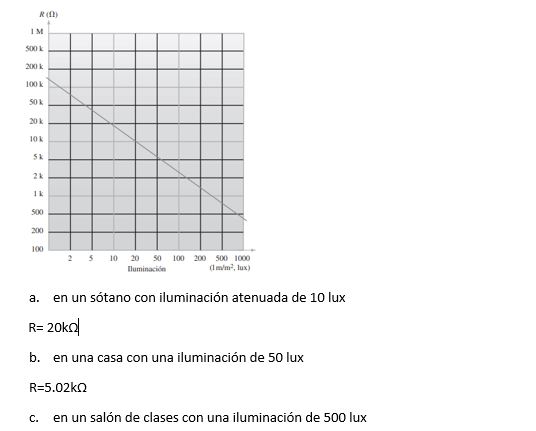 R (Ω)
1 M
500 k
200 k
100 k
50 k
20 k
10 k
5 k
2 k
1 k
500
200
100
2 5 10 20 50 100 200 500 1000
Iluminación (1m/m², lux)
a. en un sótano con iluminación atenuada de 10 lux
R= 20kΩ
b. en una casa con una iluminación de 50 lux
R=5.02kΩ
c. en un salón de clases con una iluminación de 500 lux